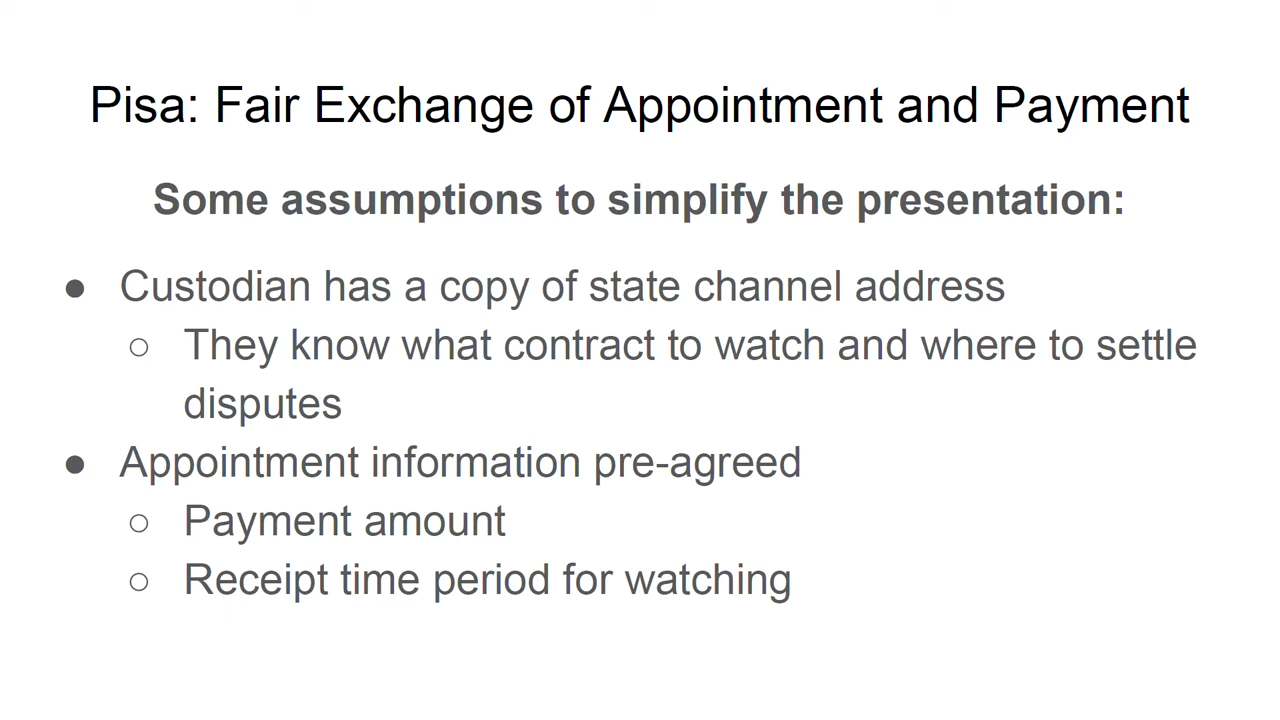 Pisa: Fair Exchange of Appointment and Payment
Some assumptions to simplify the presentation:
● Custodian has a copy of state channel address
○ They know what contract to watch and where to settle
disputes
● Appointment information pre-agreed
○ Payment amount
○ Receipt time period for watching